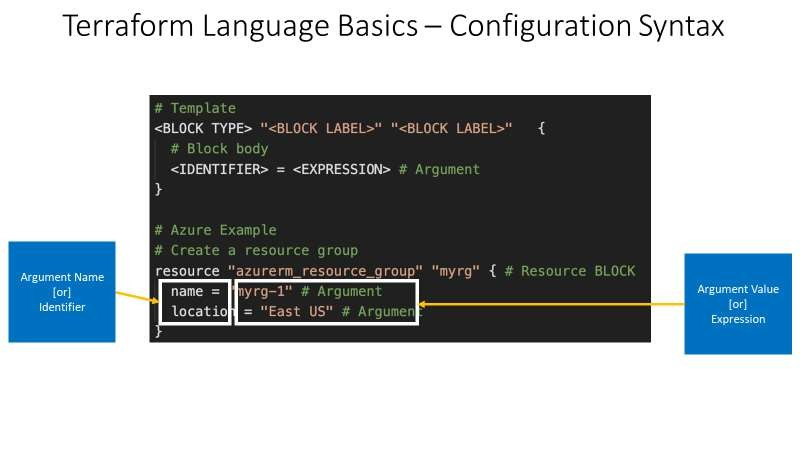 Terraform Language Basics – Configuration Syntax
# Template
<BLOCK TYPE> "<BLOCK LABEL>" "<BLOCK LABEL>" {
# Block body
<IDENTIFIER> = <EXPRESSION> # Argument
}
# Azure Example
# Create a resource group
resource "azurerm_resource_group" "myrg" { # Resource BLOCK
name = "myrg-1" # Argument
location = "East US" # Argument
}
Argument Name
[or]
Identifier
Argument Value
[or]
Expression